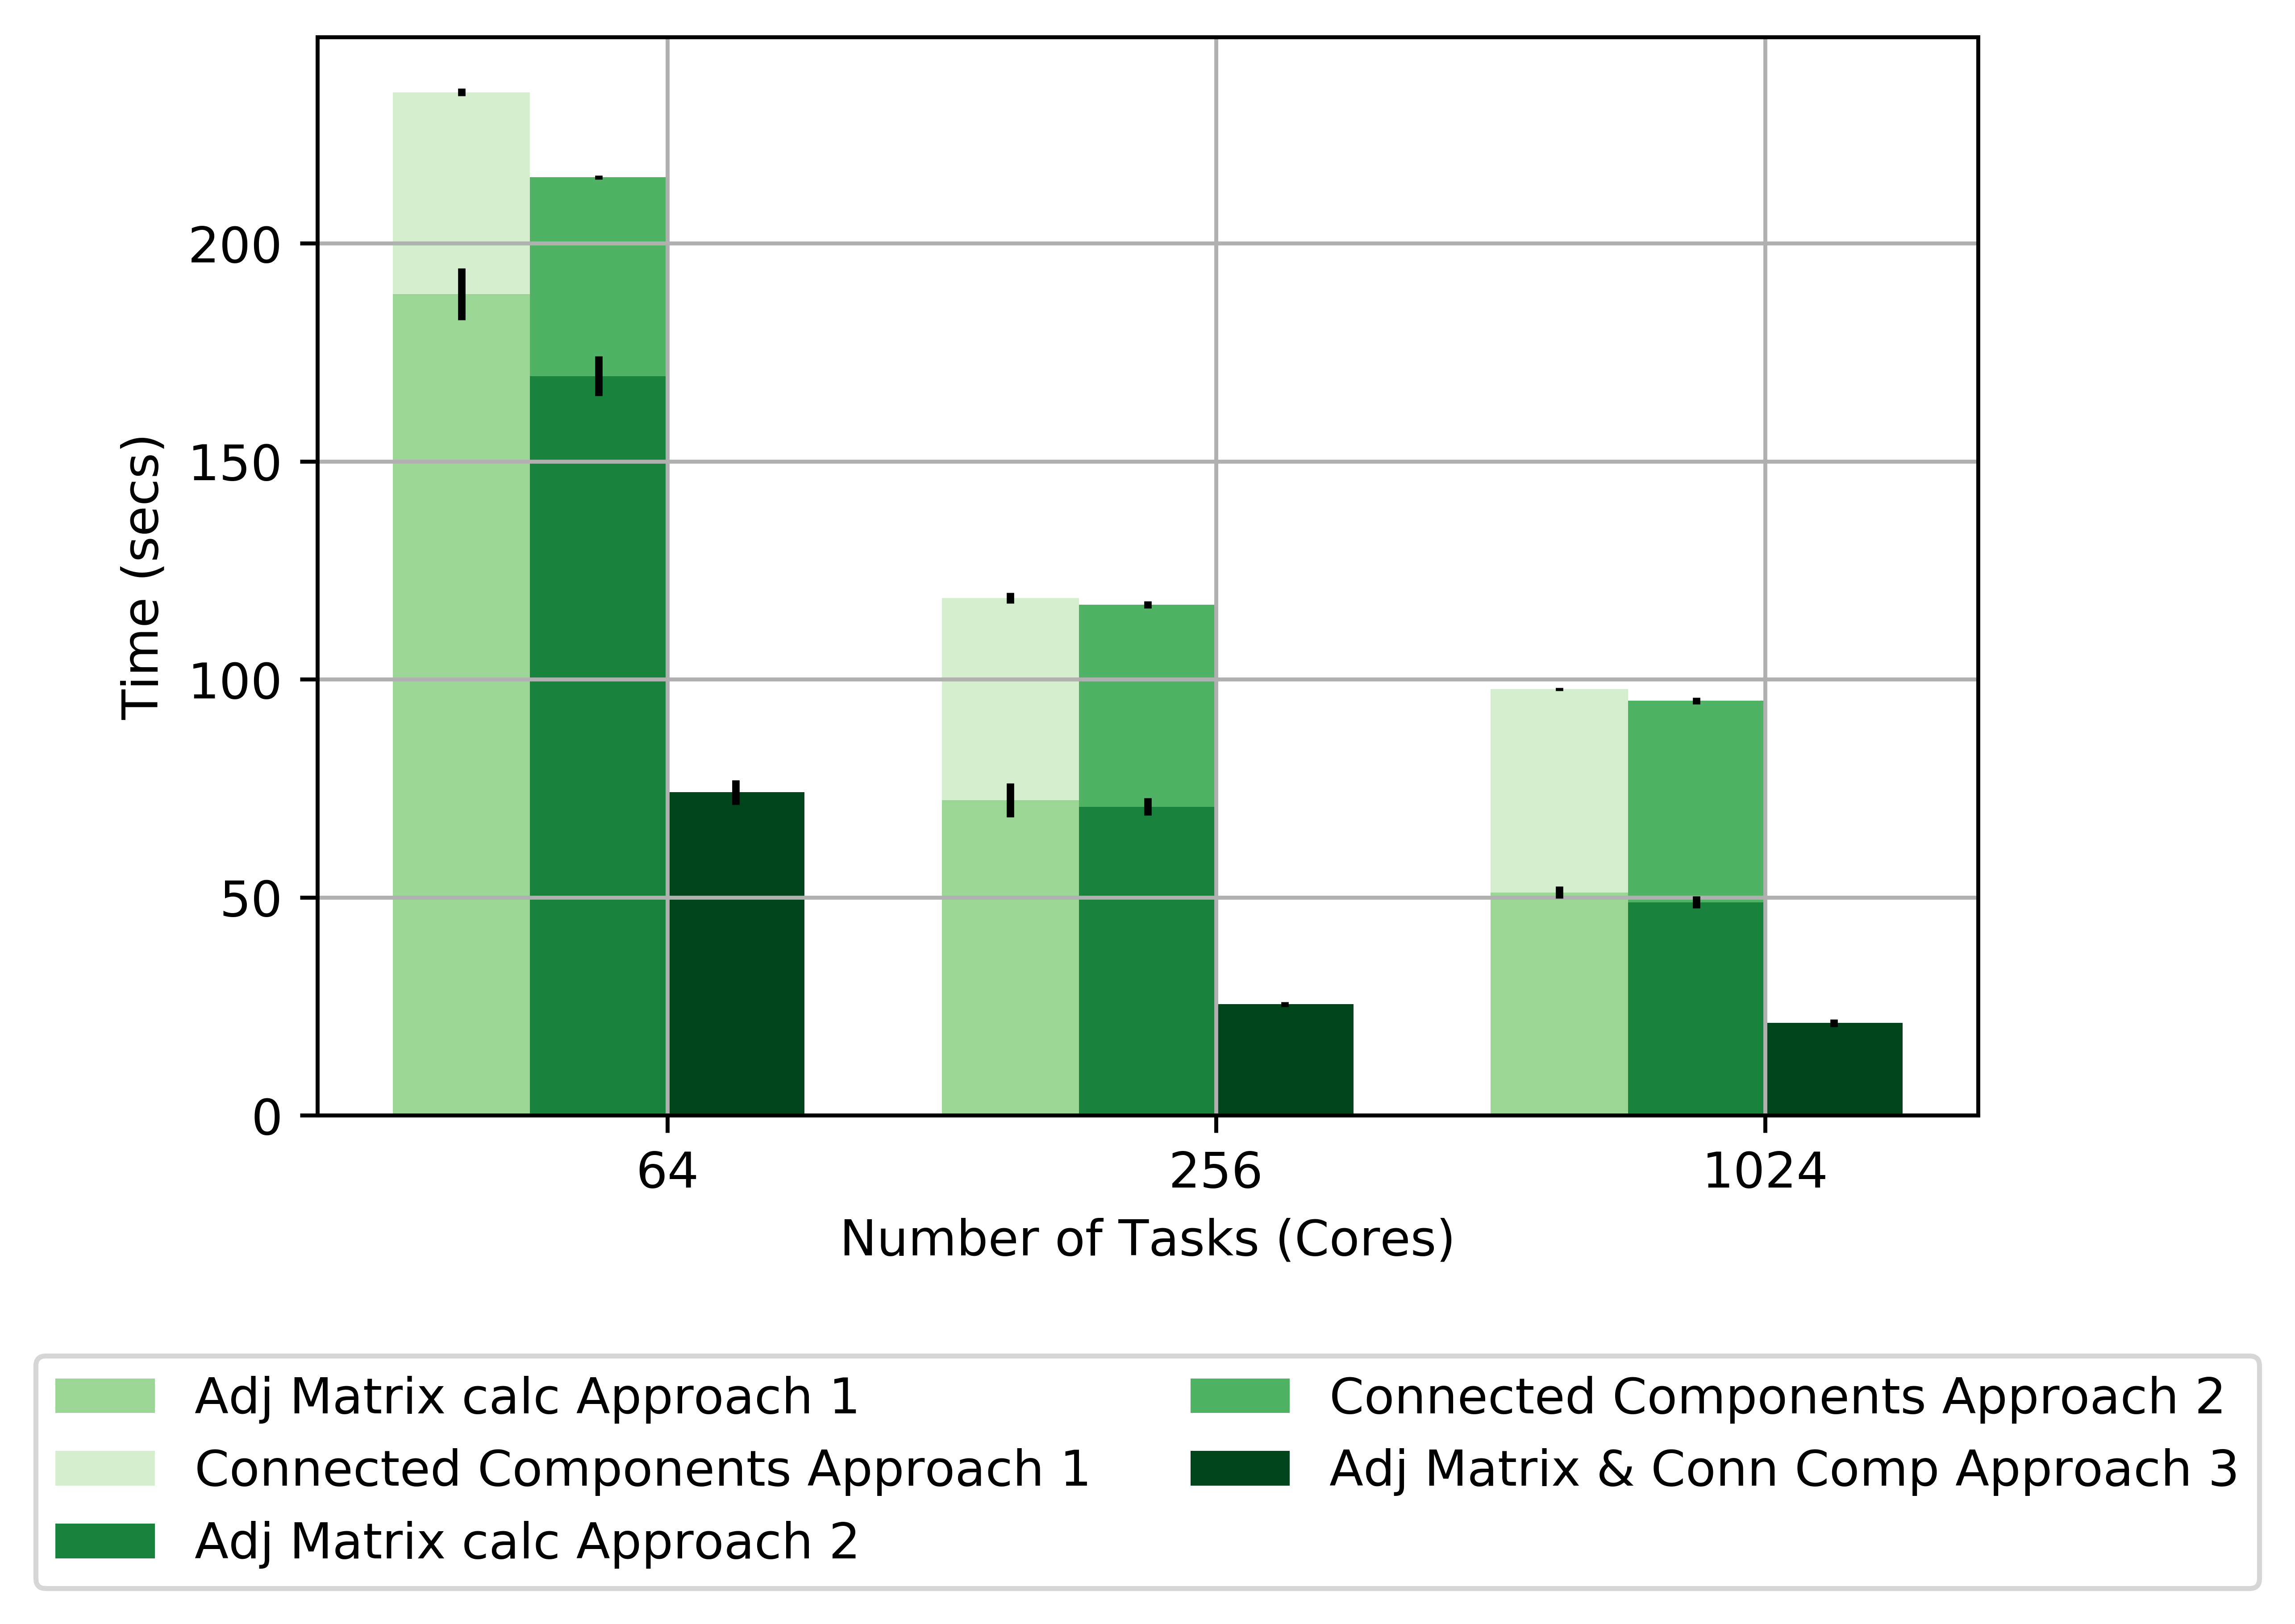 200
150
100
50
0
Time (secs)
64 256 1024
Number of Tasks (Cores)
Adj Matrix calc Approach 1
Connected Components Approach 1
Adj Matrix calc Approach 2
Connected Components Approach 2
Adj Matrix & Conn Comp Approach 3